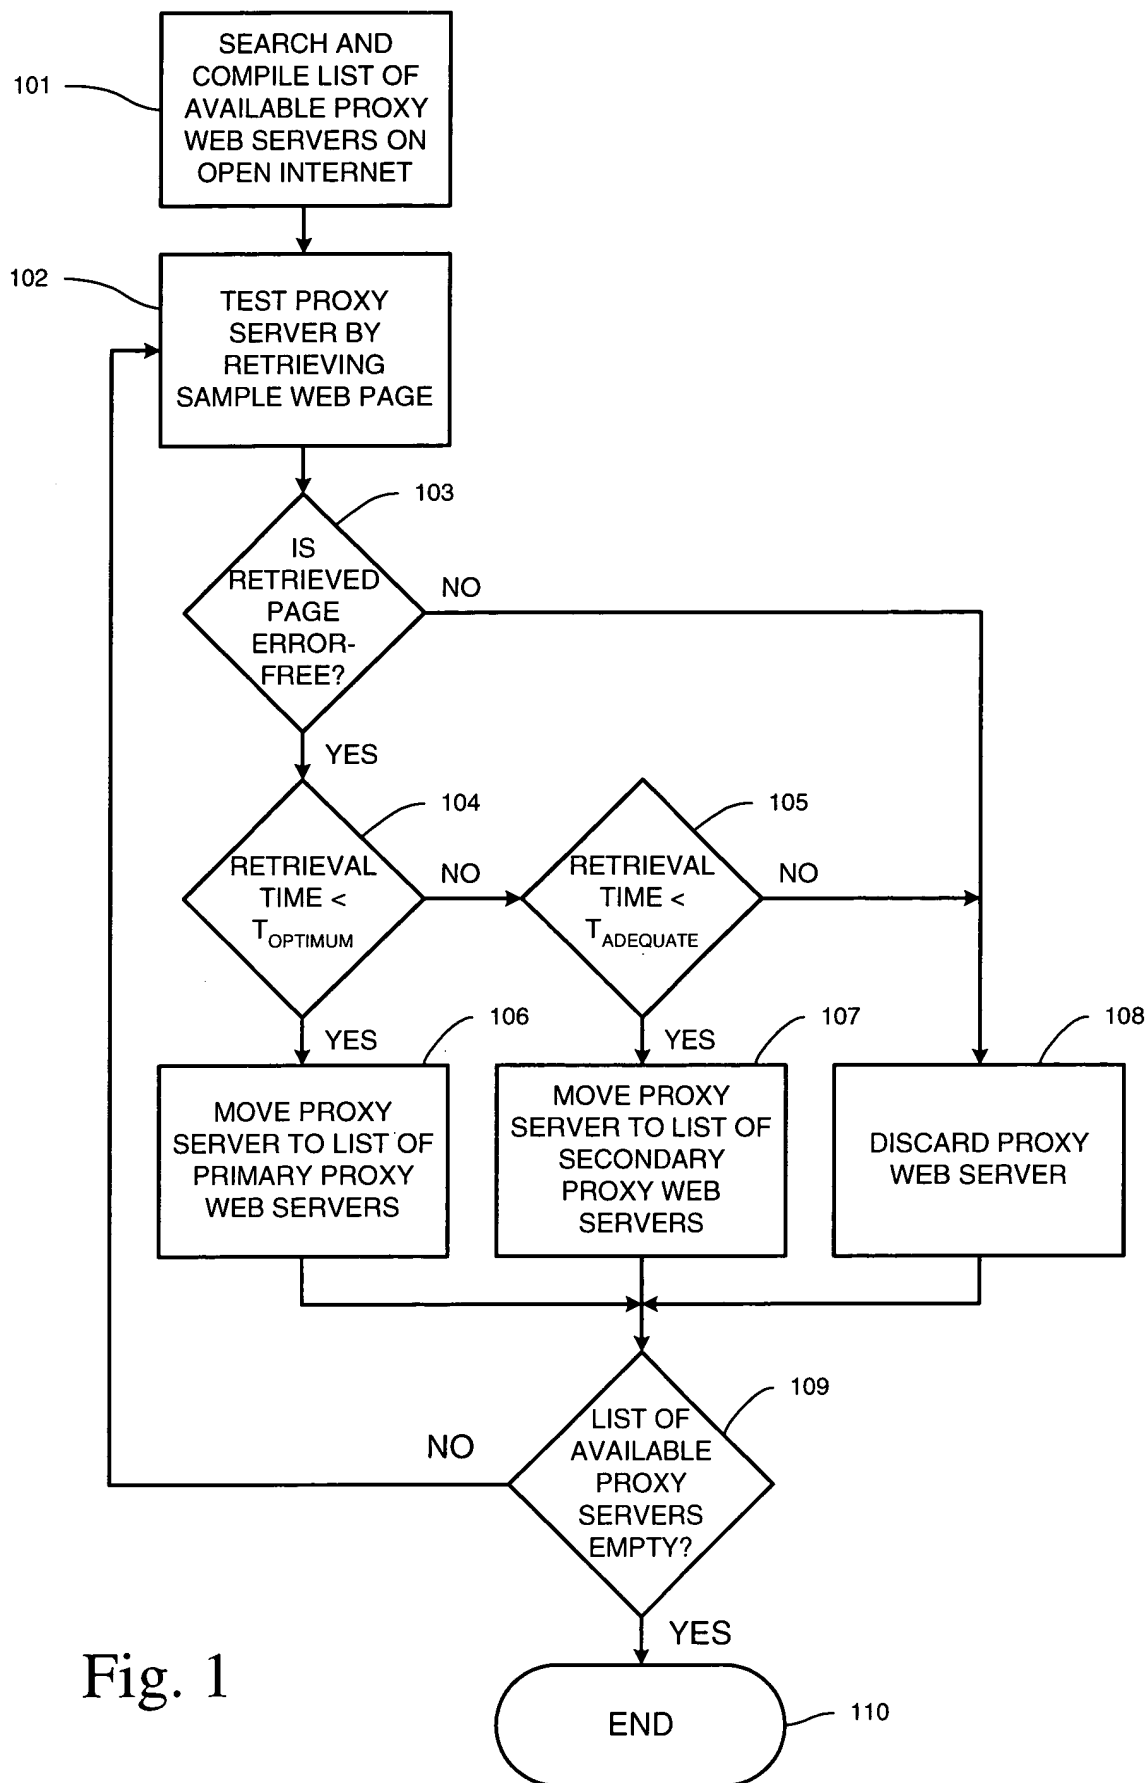 SEARCH AND
COMPILE LIST OF
AVAILABLE PROXY
WEB SERVERS ON
OPEN INTERNET
101
102
TEST PROXY
SERVER BY
RETRIEVING
SAMPLE WEB PAGE
103
IS
RETRIEVED
PAGE
ERROR-
FREE?
NO
YES
104
RETRIEVAL
TIME <
TOPTIMUM
NO
105
RETRIEVAL
TIME <
TADEQUATE
NO
YES
106
YES
107
108
MOVE PROXY
SERVER TO LIST OF
PRIMARY PROXY
WEB SERVERS
MOVE PROXY
SERVER TO LIST OF
SECONDARY
PROXY WEB
SERVERS
DISCARD PROXY
WEB SERVER
109
LIST OF
AVAILABLE
PROXY
SERVERS
EMPTY?
NO
YES
END
110
Fig. 1